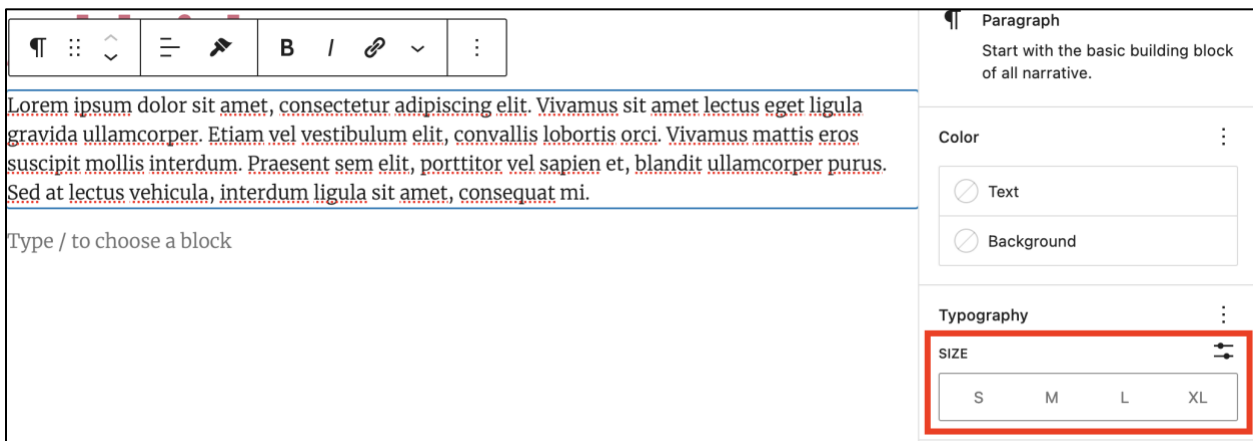 ¶
B I
Lorem ipsum dolor sit amet, consectetur adipiscing elit. Vivamus sit amet lectus eget ligula
gravida ullamcorper. Etiam vel vestibulum elit, convallis lobortis orci. Vivamus mattis eros
suscipit mollis interdum. Praesent sem elit, porttitor vel sapien et, blandit ullamcorper purus.
Sed at lectus vehicula, interdum ligula sit amet, consequat mi.
Type / to choose a block
¶ Paragraph
Start with the basic building block
of all narrative.
Color
Text
Background
Typography
SIZE
S M L XL